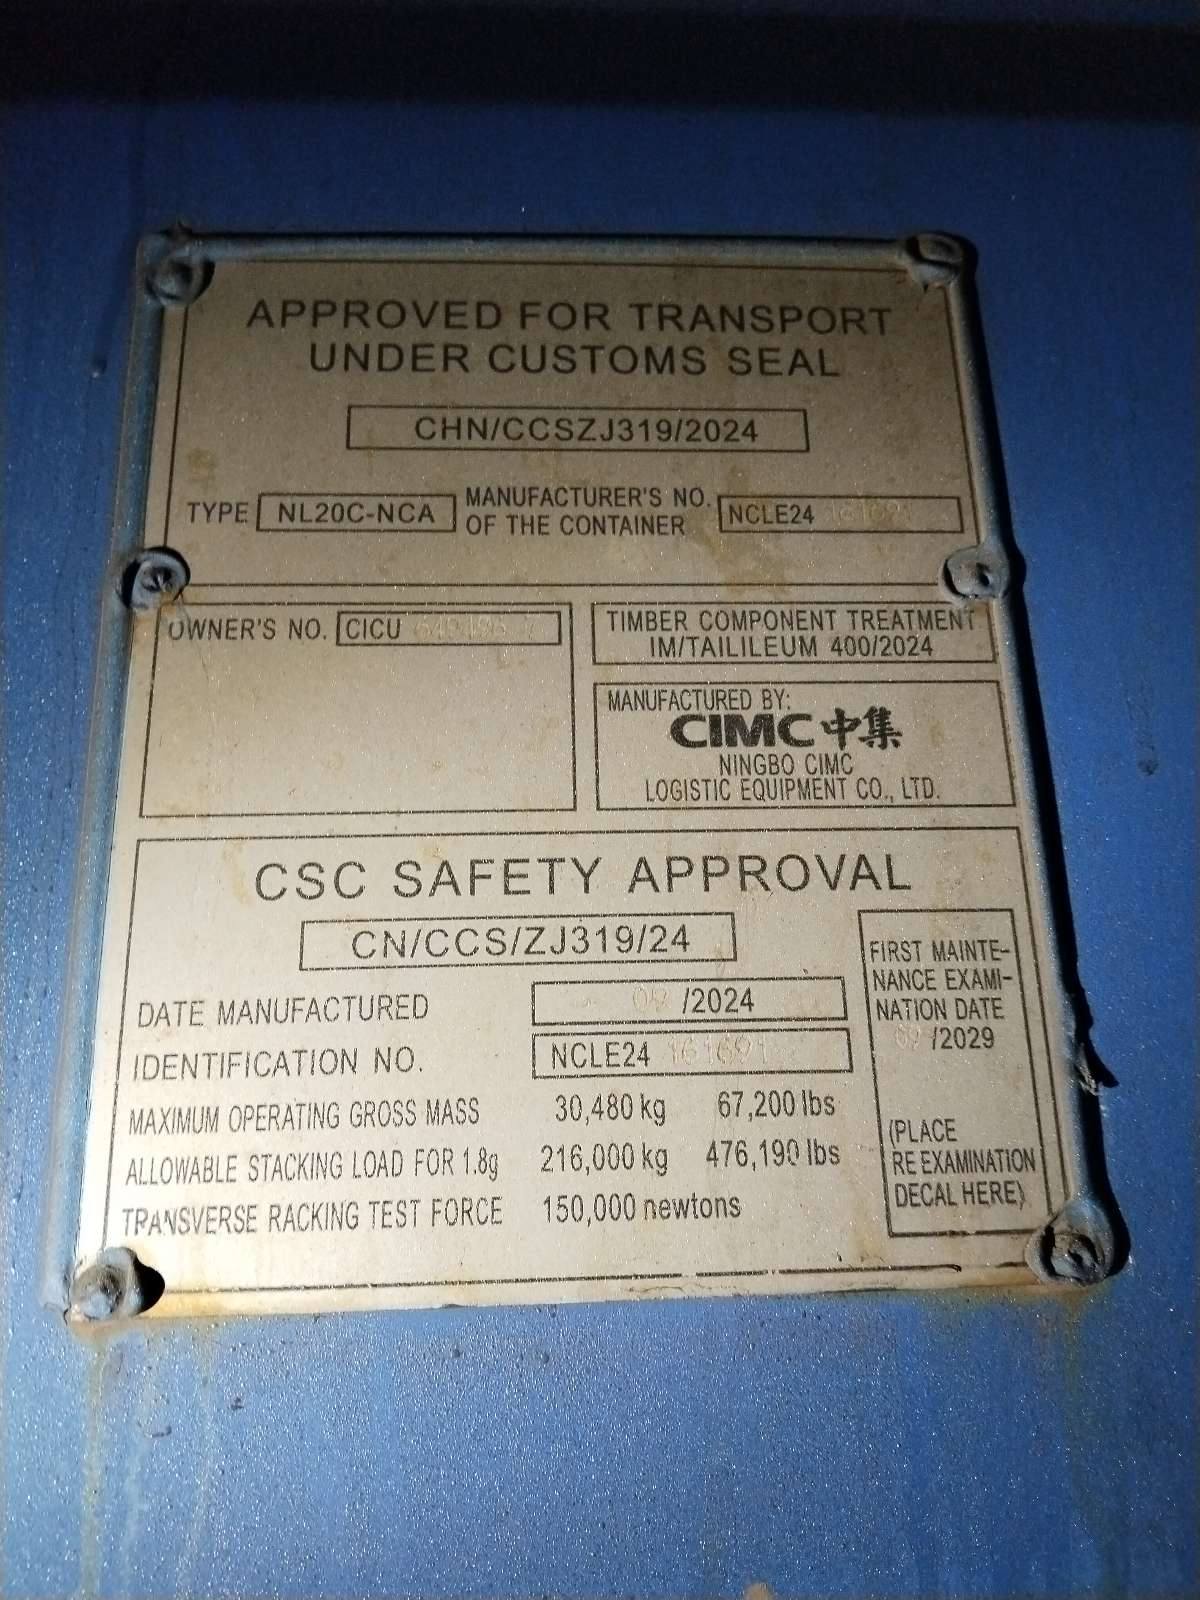 APPROVED FOR TRANSPORT
UNDER CUSTOMS SEAL
CHN/CCSZJ319/2024
TYPE NL20C-NCA
MANUFACTURER'S NO.
OF THE CONTAINER
NCLE24 161691
OWNER'S NO. CICU
TIMBER COMPONENT TREATMENT
IM/TAILILEUM 400/2024
MANUFACTURED BY:
CIMC 中集
NINGBO CIMC
LOGISTIC EQUIPMENT CO., LTD.
CSC SAFETY APPROVAL
CN/CCS/ZJ319/24
DATE MANUFACTURED 09 /2024
IDENTIFICATION NO. NCLE24 161691
MAXIMUM OPERATING GROSS MASS 30,480 kg 67,200 lbs
ALLOWABLE STACKING LOAD FOR 1.8g 216,000 kg 476,190 lbs
TRANSVERSE RACKING TEST FORCE 150,000 newtons
FIRST MAINTE-
NANCE EXAMI-
NATION DATE
09 /2029
(PLACE
RE EXAMINATION
DECAL HERE)